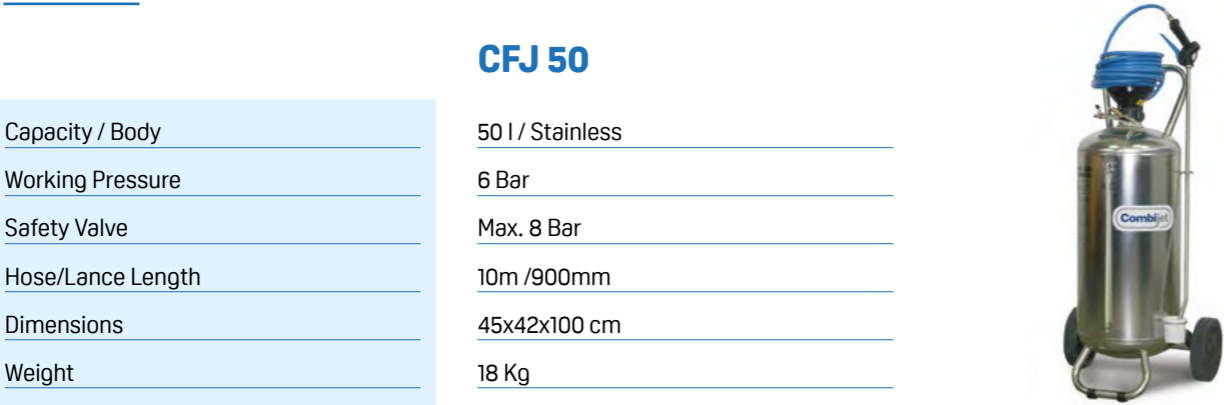 CFJ 50
Capacity / Body 50 l / Stainless
Working Pressure 6 Bar
Safety Valve Max. 8 Bar
Hose/Lance Length 10m /900mm
Dimensions 45x42x100 cm
Weight 18 Kg
Combijet